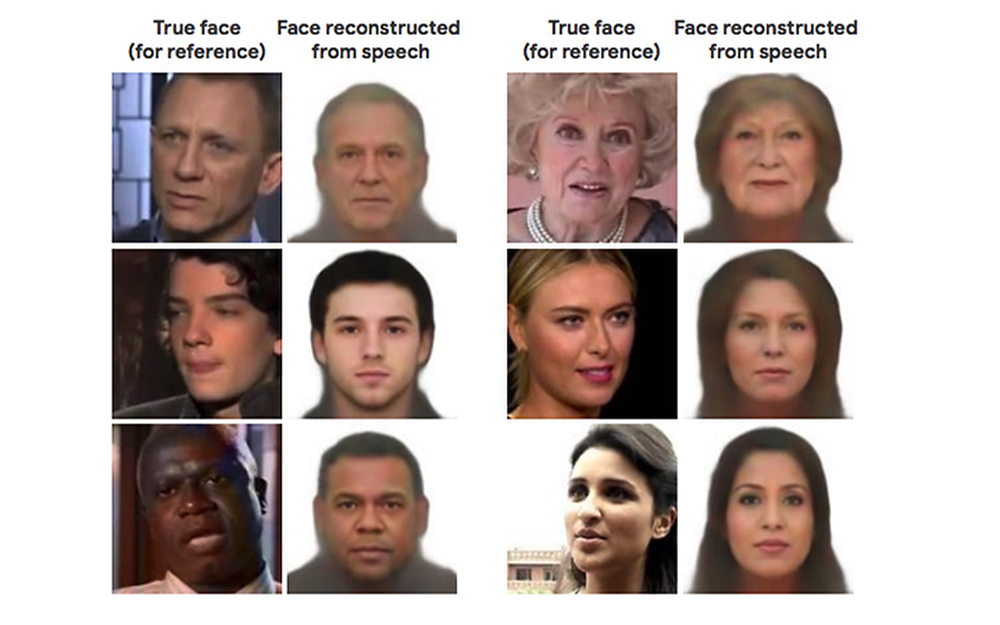 True face
(for reference)
Face reconstructed
from speech
True face
(for reference)
Face reconstructed
from speech